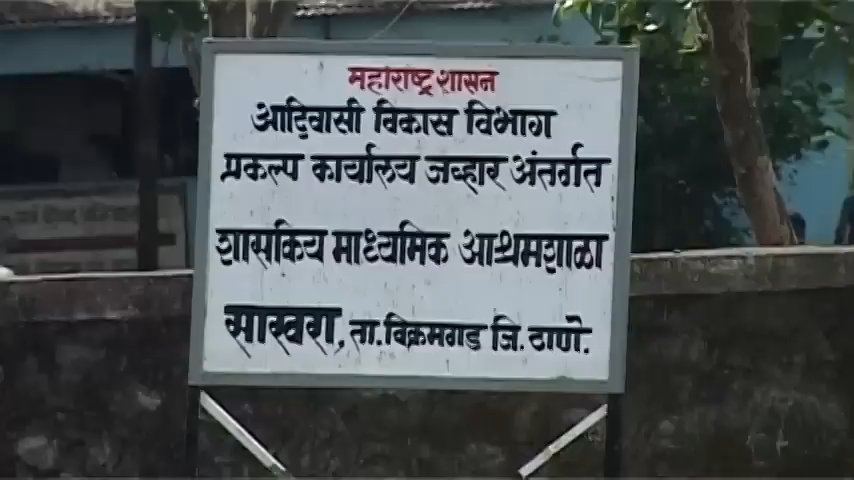 महाराष्ट्र शासन
आदिवासी विकास विभाग
प्रकल्प कार्यालय जव्हार अंतर्गत
शासकिय माध्यमिक आश्रमशाळा
साखरा, ता. विक्रमगड जि. ठाणे.